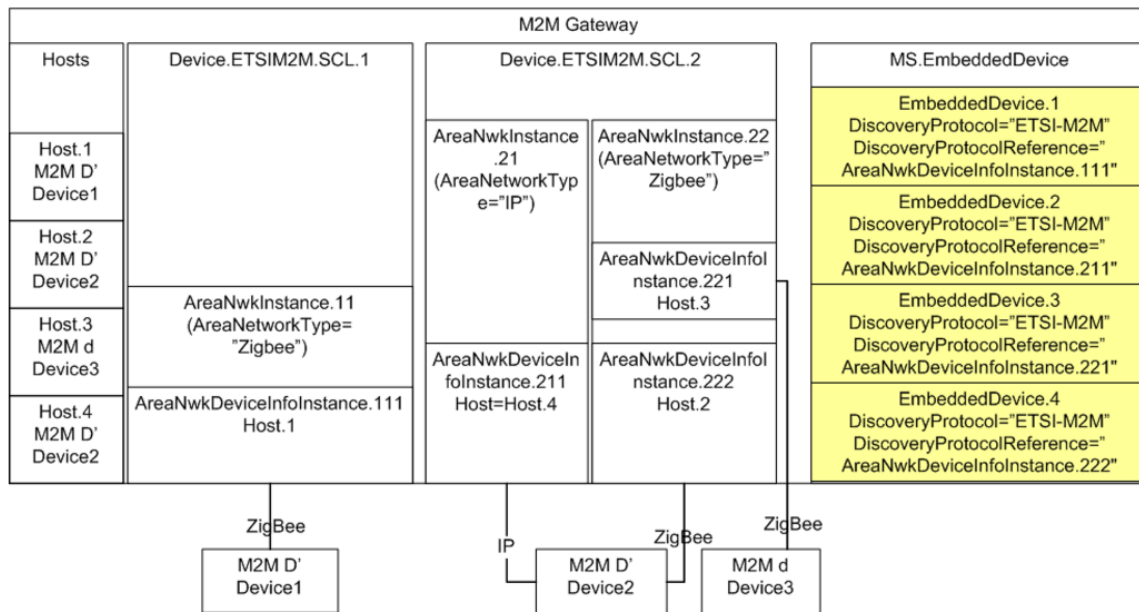 M2M Gateway
Hosts
Host.1
M2M D’
Device1
Host.2
M2M D’
Device2
Host.3
M2M d
Device3
Host.4
M2M D’
Device2
Device.ETSIM2M.SCL.1
AreaNwkInstance.11
(AreaNetworkType=
”Zigbee”)
AreaNwkDeviceInfoInstance.111
Host.1
Device.ETSIM2M.SCL.2
AreaNwkInstance
.21
(AreaNetworkTyp
e=”IP”)
AreaNwkDeviceIn
foInstance.211
Host=Host.4
AreaNwkInstance.22
(AreaNetworkType=”
Zigbee”)
AreaNwkDeviceInfoI
nstance.221
Host.3
AreaNwkDeviceInfoI
nstance.222
Host.2
MS.EmbeddedDevice
EmbeddedDevice.1
DiscoveryProtocol=”ETSI-M2M”
DiscoveryProtocolReference=”
AreaNwkDeviceInfoInstance.111"
EmbeddedDevice.2
DiscoveryProtocol=”ETSI-M2M”
DiscoveryProtocolReference=”
AreaNwkDeviceInfoInstance.211"
EmbeddedDevice.3
DiscoveryProtocol=”ETSI-M2M”
DiscoveryProtocolReference=”
AreaNwkDeviceInfoInstance.221"
EmbeddedDevice.4
DiscoveryProtocol=”ETSI-M2M”
DiscoveryProtocolReference=”
AreaNwkDeviceInfoInstance.222"
ZigBee
IP
ZigBee
ZigBee
M2M D’
Device1
M2M D’
Device2
M2M d
Device3